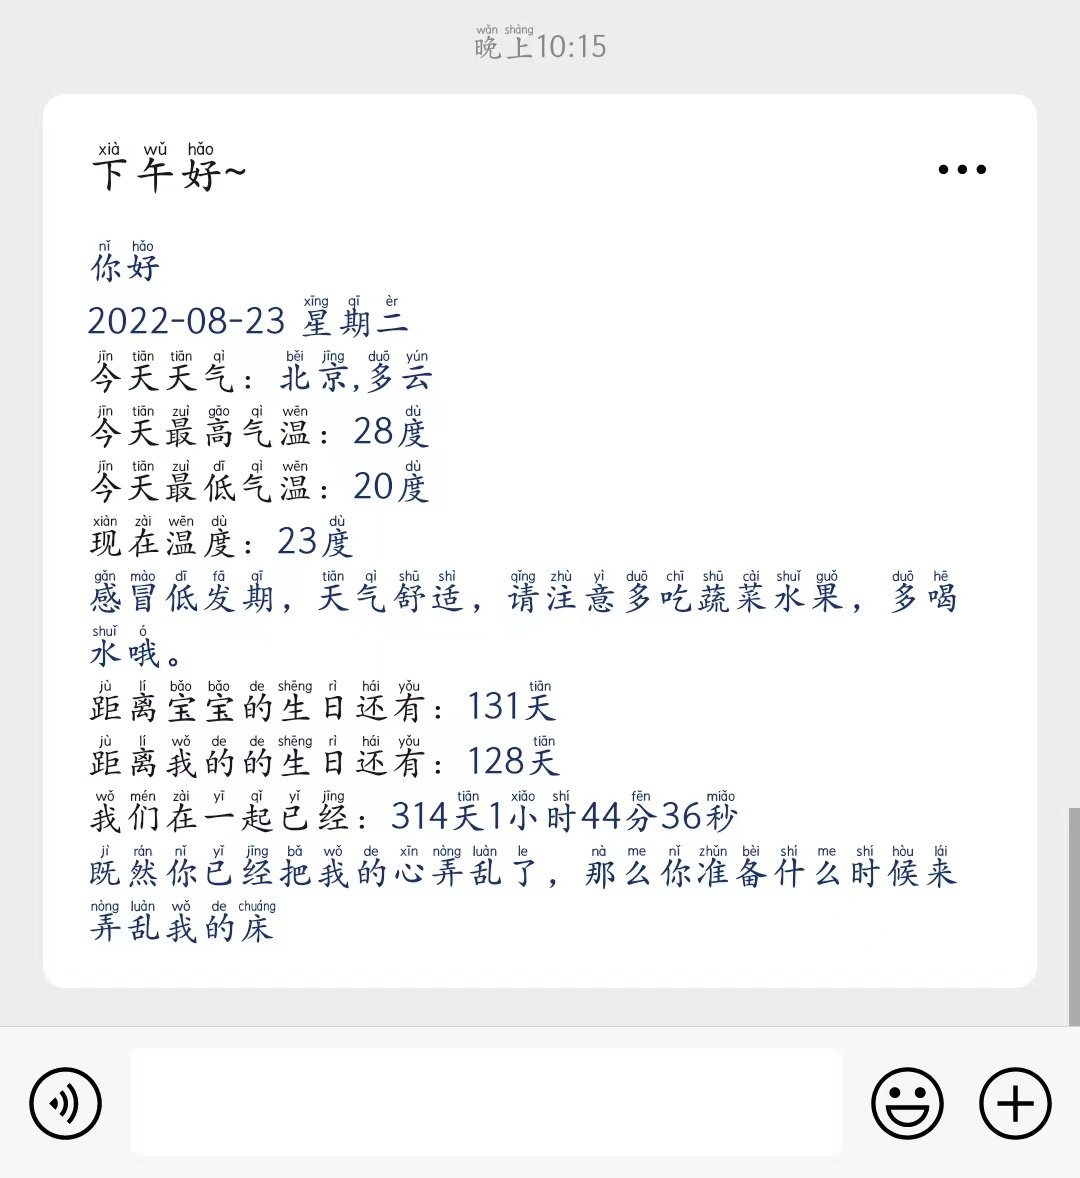 wǎn shàng
晚上10:15
xià wǔ hǎo
下午好~
nǐ hǎo
你好
xīng qī èr
2022-08-23 星期二
jīn tiān tiān qì běi jīng duō yún
今天天气：北京,多云
jīn tiān zuì gāo qì wēn dù
今天最高气温：28度
jīn tiān zuì dī qì wēn dù
今天最低气温：20度
xiàn zài wēn dù dù
现在温度：23度
gǎn mào dī fā qī tiān qì shū shì qǐng zhù yì duō chī shū cài shuǐ guǒ duō hē
感冒低发期，天气舒适，请注意多吃蔬菜水果，多喝
shuǐ ó
水哦。
jù lí bǎo bǎo de shēng rì hái yǒu tiān
距离宝宝的生日还有：131天
jù lí wǒ de de shēng rì hái yǒu tiān
距离我的的生日还有：128天
wǒ mén zài yī qǐ yǐ jīng tiān xiǎo shí fēn miǎo
我们在一起已经：314天1小时44分36秒
jì rán nǐ yǐ jīng bǎ wǒ de xīn nòng luàn le nà me nǐ zhǔn bèi shí me shí hòu lái
既然你已经把我的心弄乱了，那么你准备什么时候来
nòng luàn wǒ de chuáng
弄乱我的床